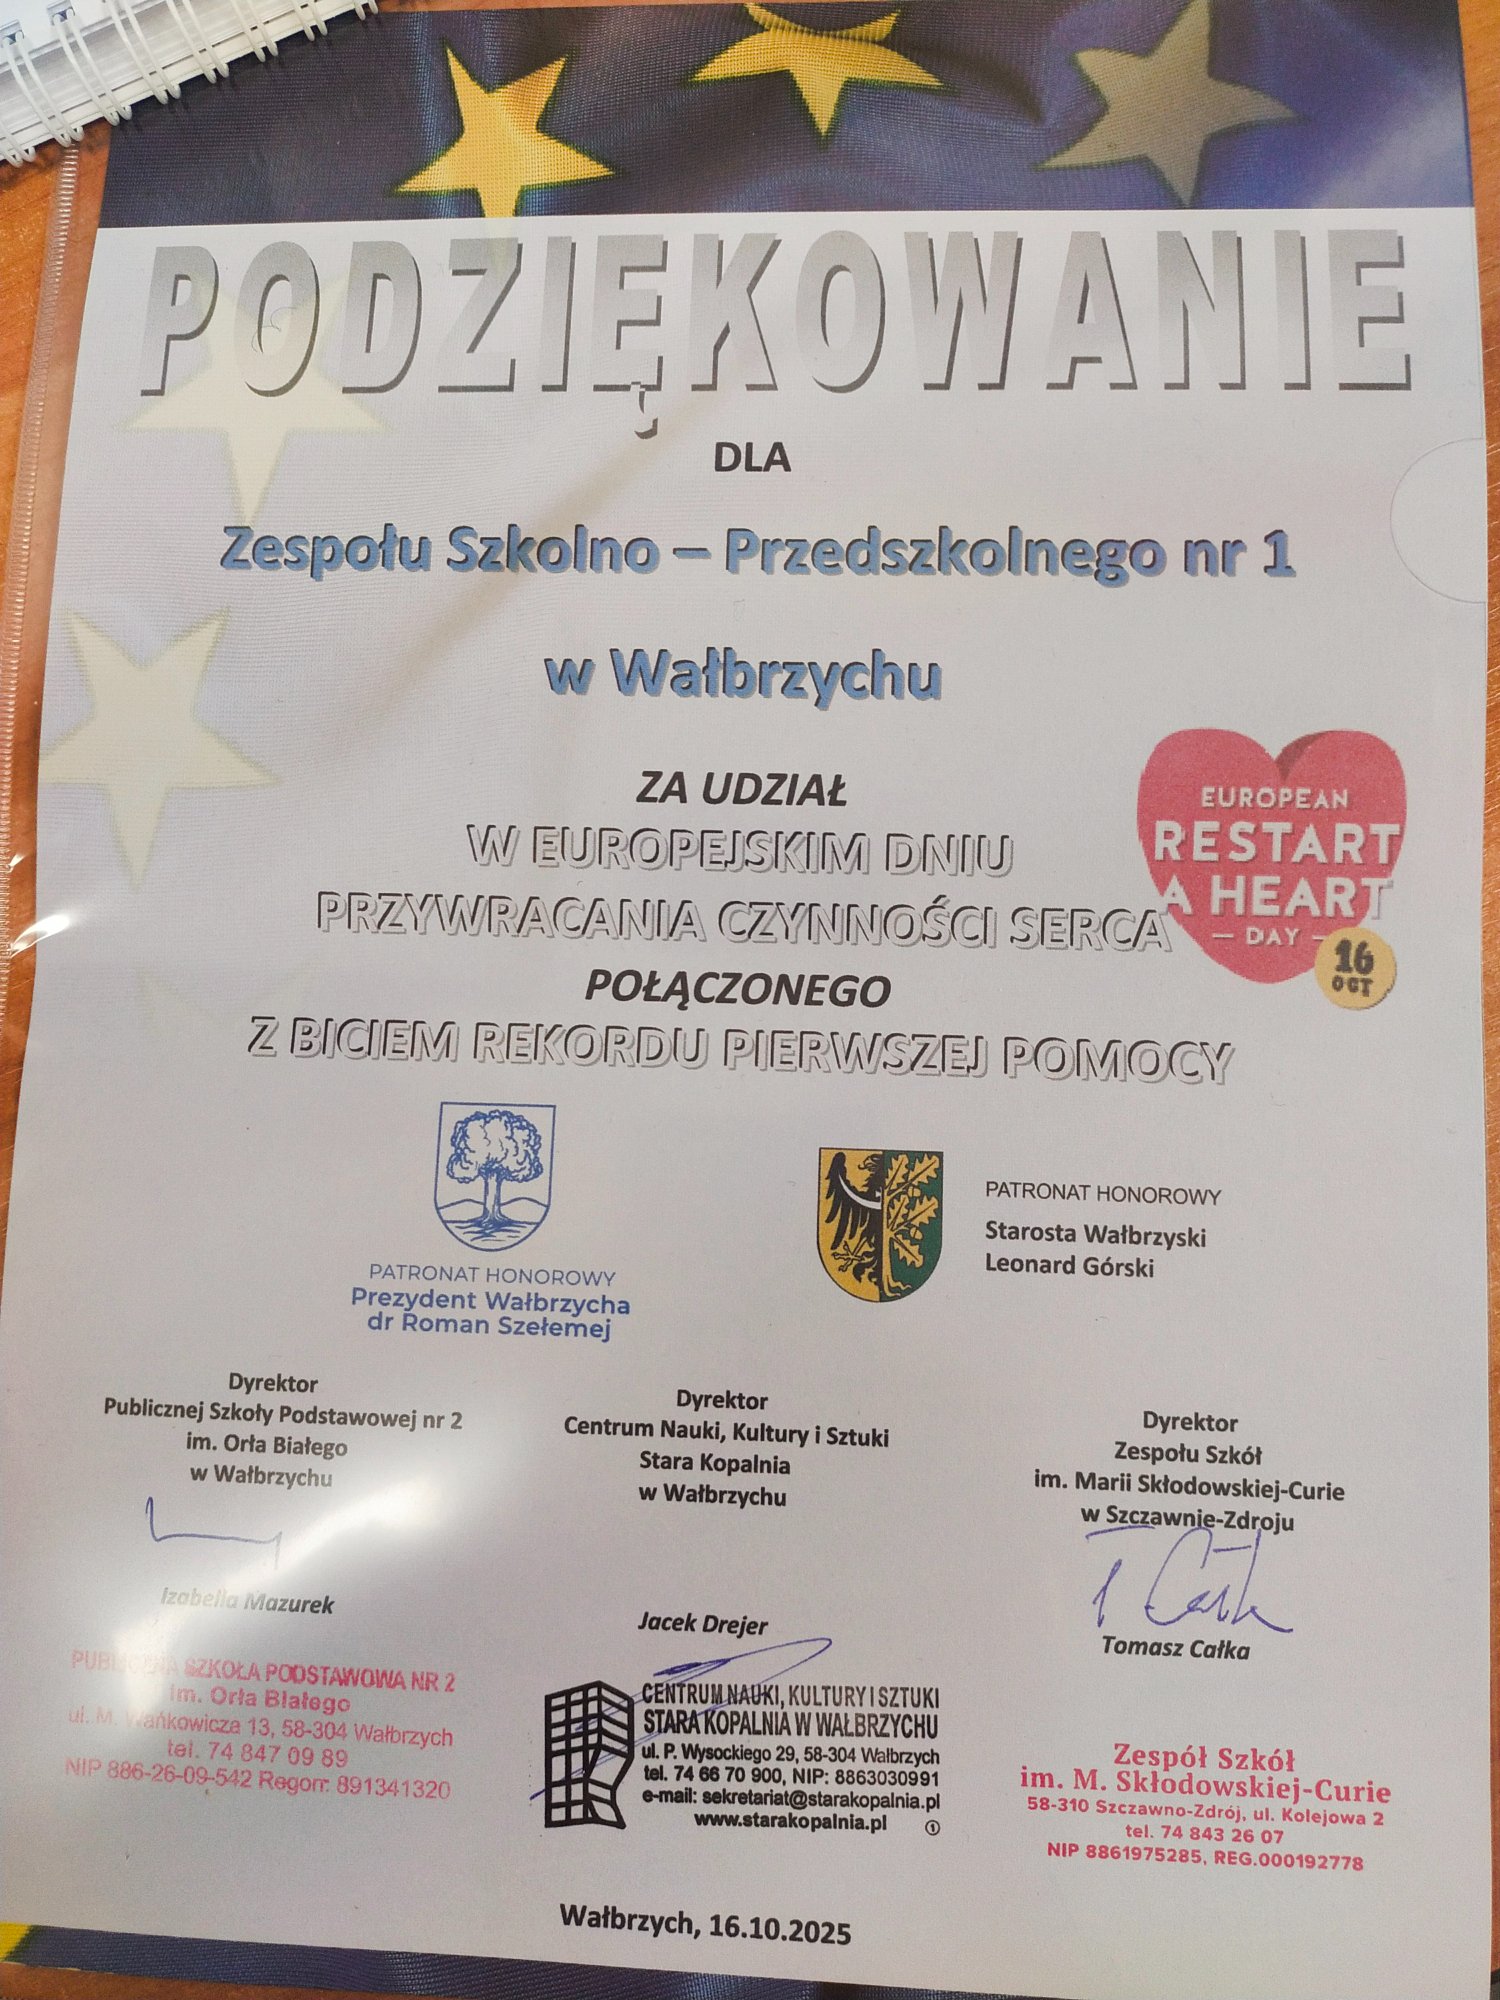 PODZIĘKOWANIE
DLA
Zespołu Szkolno – Przedszkolnego nr 1
w Wałbrzychu
ZA UDZIAŁ
W EUROPEJSKIM DNIU
PRZYWRACANIA CZYNNOŚCI SERCA
EUROPEAN
RESTART
A HEART
— DAY —
16
OCT
POŁĄCZONEGO
Z BICIEM REKORDU PIERWSZEJ POMOCY
PATRONAT HONOROWY
Prezydent Wałbrzycha
dr Roman Szełemej
PATRONAT HONOROWY
Starosta Wałbrzyski
Leonard Górski
Dyrektor
Publicznej Szkoły Podstawowej nr 2
im. Orła Białego
w Wałbrzychu
Izabella Mazurek
PUBLICZNA SZKOŁA PODSTAWOWA NR 2
im. Orła Białego
ul. M. Wańkowicza 13, 58-304 Wałbrzych
tel. 74 847 09 89
NIP 886-26-09-542 Regon: 891341320
Dyrektor
Centrum Nauki, Kultury i Sztuki
Stara Kopalnia
w Wałbrzychu
Jacek Drejer
CENTRUM NAUKI, KULTURY I SZTUKI
STARA KOPALNIA W WAŁBRZYCHU
ul. P. Wysockiego 29, 58-304 Wałbrzych
tel. 74 66 70 900, NIP: 8863030991
e-mail: sekretariat@starakopalnia.pl
www.starakopalnia.pl ①
Dyrektor
Zespołu Szkół
im. Marii Skłodowskiej-Curie
w Szczawnie-Zdroju
T Całka
Tomasz Całka
Zespół Szkół
im. M. Skłodowskiej-Curie
58-310 Szczawno-Zdrój, ul. Kolejowa 2
tel. 74 843 26 07
NIP 8861975285, REG.000192778
Wałbrzych, 16.10.2025